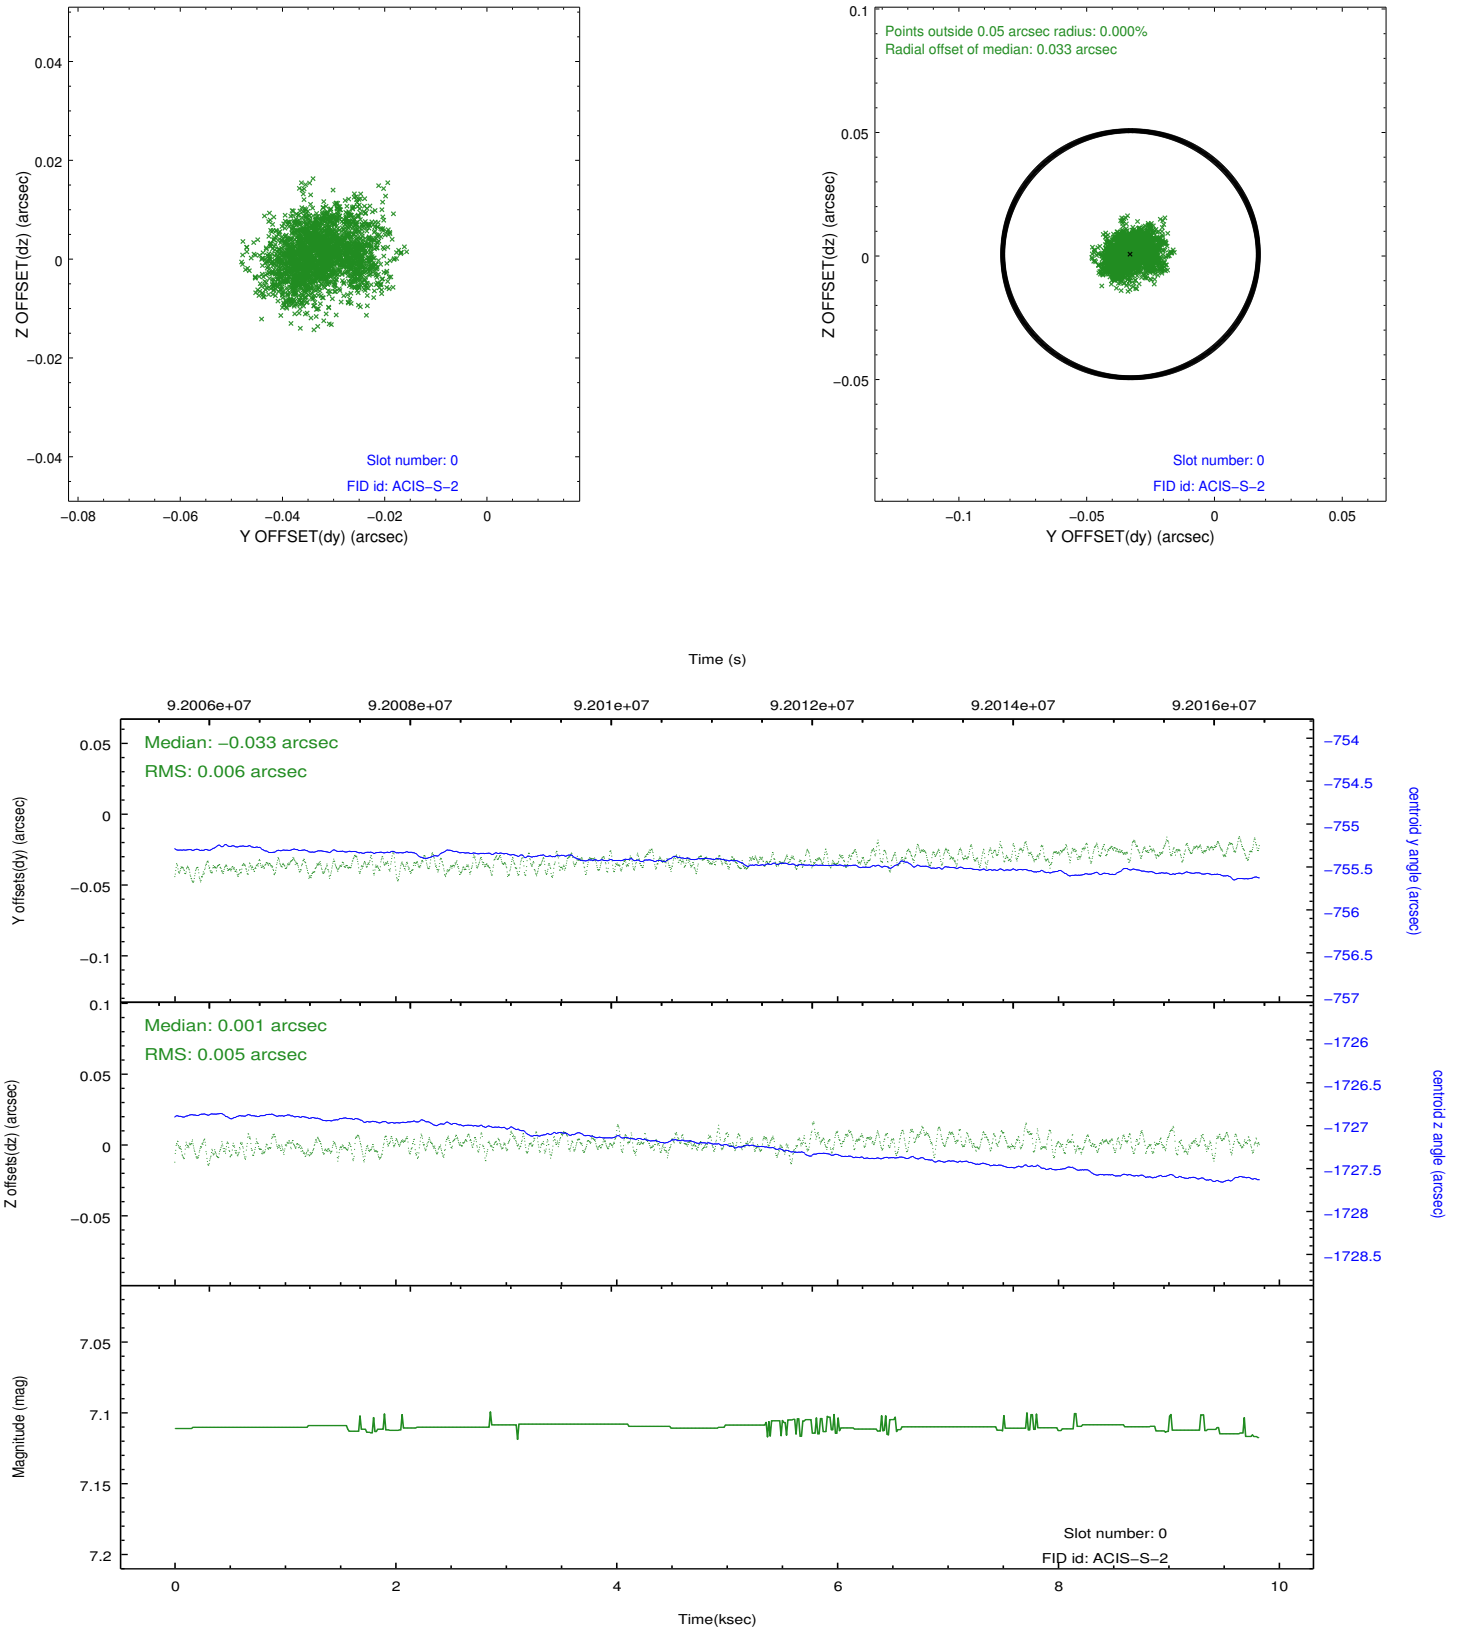 0.04
0.02
0
−0.02
−0.04
Z OFFSET(dz) (arcsec)
Slot number: 0
FID id: ACIS−S−2
−0.08 −0.06 −0.04 −0.02 0
Y OFFSET(dy) (arcsec)
Points outside 0.05 arcsec radius: 0.000%
Radial offset of median: 0.033 arcsec
0.1
0.05
0
−0.05
Z OFFSET(dz) (arcsec)
Slot number: 0
FID id: ACIS−S−2
−0.1 −0.05 0 0.05
Y OFFSET(dy) (arcsec)
Time (s)
9.2006e+07 9.2008e+07 9.201e+07 9.2012e+07 9.2014e+07 9.2016e+07
Median: −0.033 arcsec
RMS: 0.006 arcsec
0.05
0
−0.05
−0.1
Y offsets(dy) (arcsec)
−754
−754.5
−755
−755.5
−756
−756.5
−757
centroid y angle (arcsec)
Median: 0.001 arcsec
RMS: 0.005 arcsec
0.1
0.05
0
−0.05
Z offsets(dz) (arcsec)
−1726
−1726.5
−1727
−1727.5
−1728
−1728.5
centroid z angle (arcsec)
7.05
7.1
7.15
7.2
Magnitude (mag)
Slot number: 0
FID id: ACIS−S−2
0 2 4 6 8 10
Time(ksec)